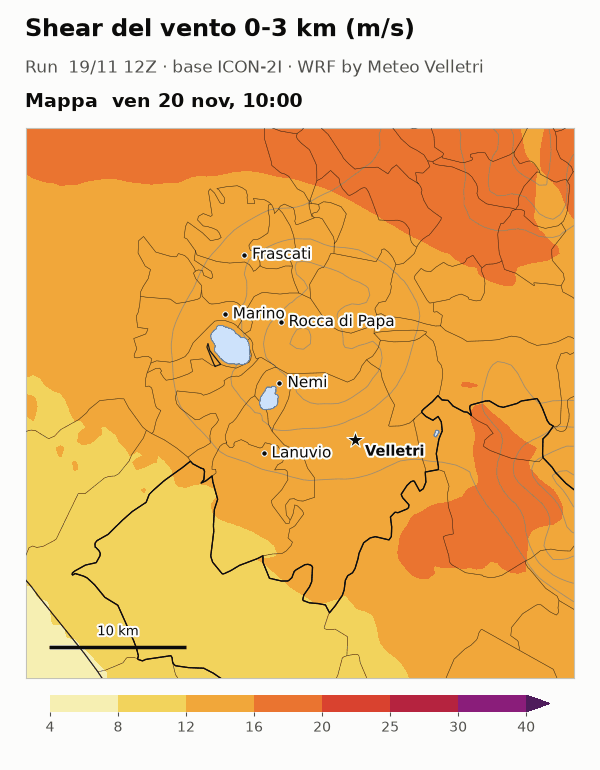 Shear del vento 0-3 km (m/s)
Run  19/11 12Z · base ICON-2I · WRF by Meteo Velletri
Mappa  ven 20 nov, 10:00
Frascati
Marino
Rocca di Papa
Nemi
Velletri
Lanuvio
10 km
4 8 12 16 20 25 30 40